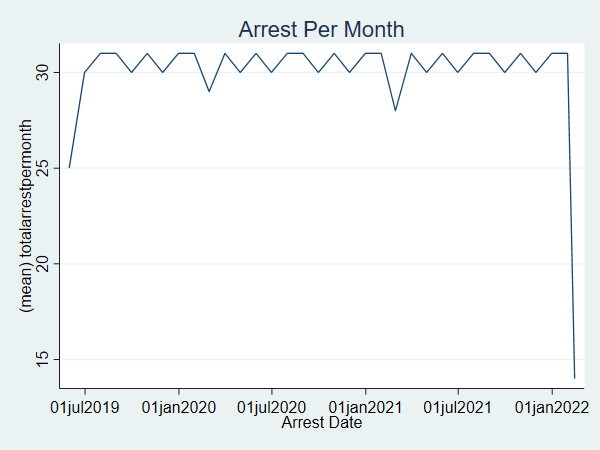 Arrest Per Month
(mean) totalarrestpermonth
30
25
20
15
01jul2019 01jan2020 01jul2020 01jan2021 01jul2021 01jan2022
Arrest Date